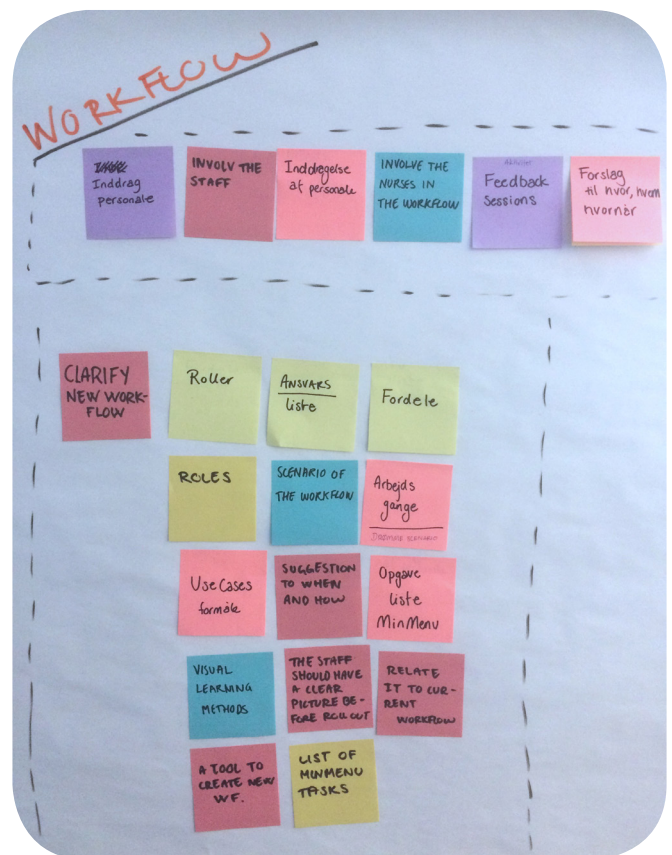 WORKFLOW
Inddrag
personale
INVOLV THE
STAFF
Inddragelse
af personale
INVOLVE THE
NURSES IN
THE WORKFLOW
Feedback
Sessions
Forslag
til hvor, hvem
hvornår
CLARIFY
NEW WORK-
FLOW
Roller
ANSVARS
liste
Fordele
ROLES
SCENARIO OF
THE WORKFLOW
Arbejds
gange
Use Cases
formåle
SUGGESTION
TO WHEN
AND HOW
Opgave
liste
MinMenu
VISUAL
LEARNING
METHODS
THE STAFF
SHOULD HAVE
A CLEAR
PICTURE BE-
FORE ROLL OUT
RELATE
IT TO CUR-
RENT
WORKFLOW
A TOOL TO
CREATE NEW
WF.
LIST OF
MINMENU
TASKS